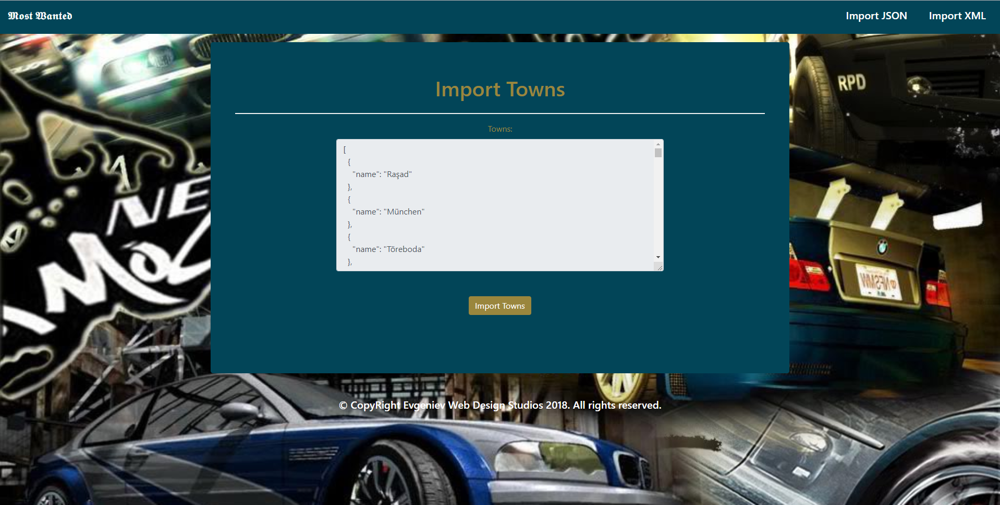 Most Wanted
Import JSON
Import XML
Import Towns
Towns:
[
{
"name": "Raşad"
},
{
"name": "München"
},
{
"name": "Töreboda"
},
Import Towns
© CopyRight Evgeniev Web Design Studios 2018. All rights reserved.
RPD